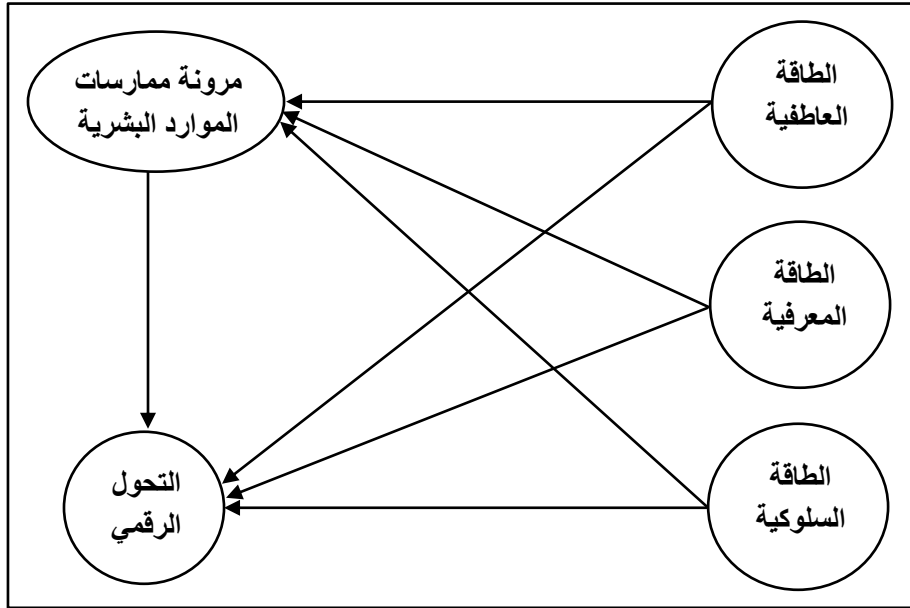 الطاقة
العاطفية
مرونة ممارسات
الموارد البشرية
الطاقة
المعرفية
الطاقة
السلوكية
التحول
الرقمي